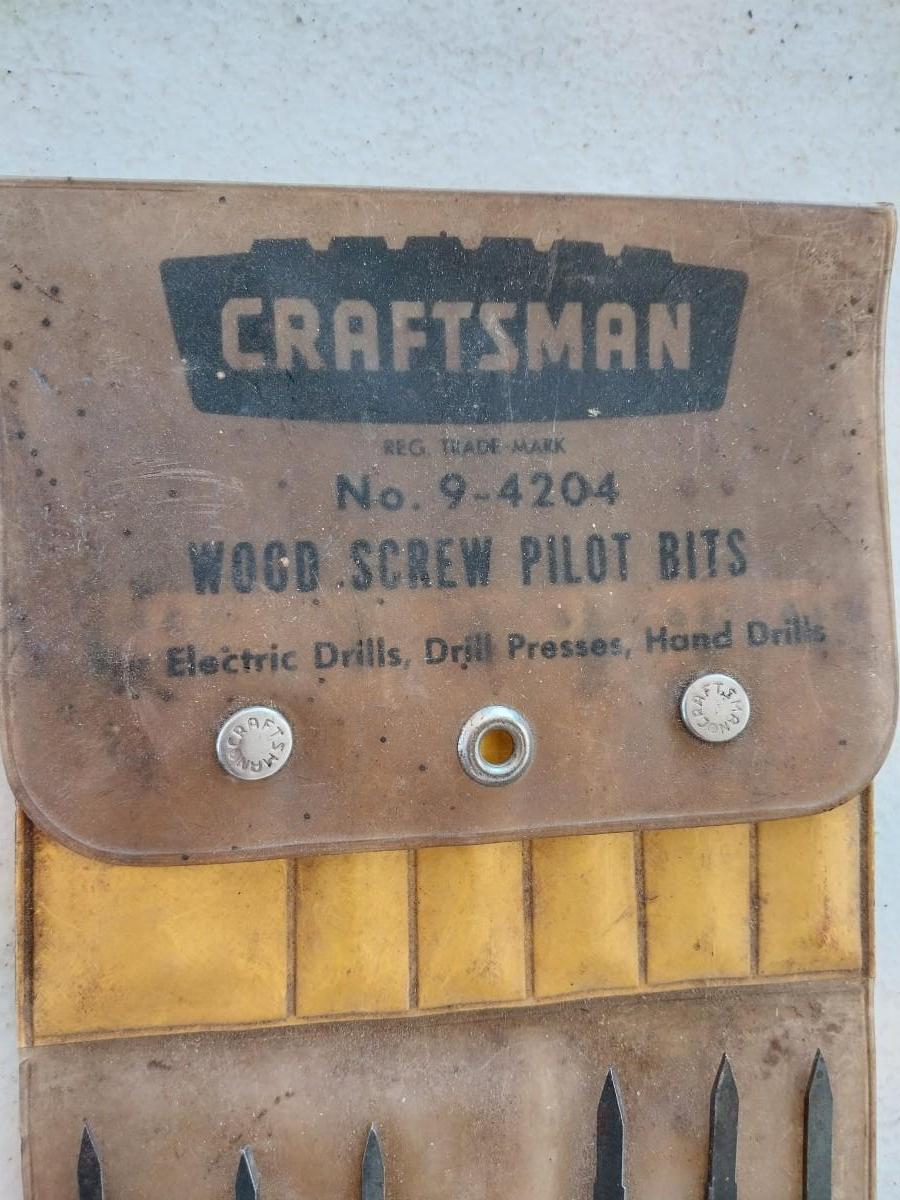 CRAFTSMAN
REG. TRADE MARK
No. 9-4204
WOOD SCREW PILOT BITS
Electric Drills, Drill Presses, Hand Drills
CRAFTSMAN
CRAFTSMAN